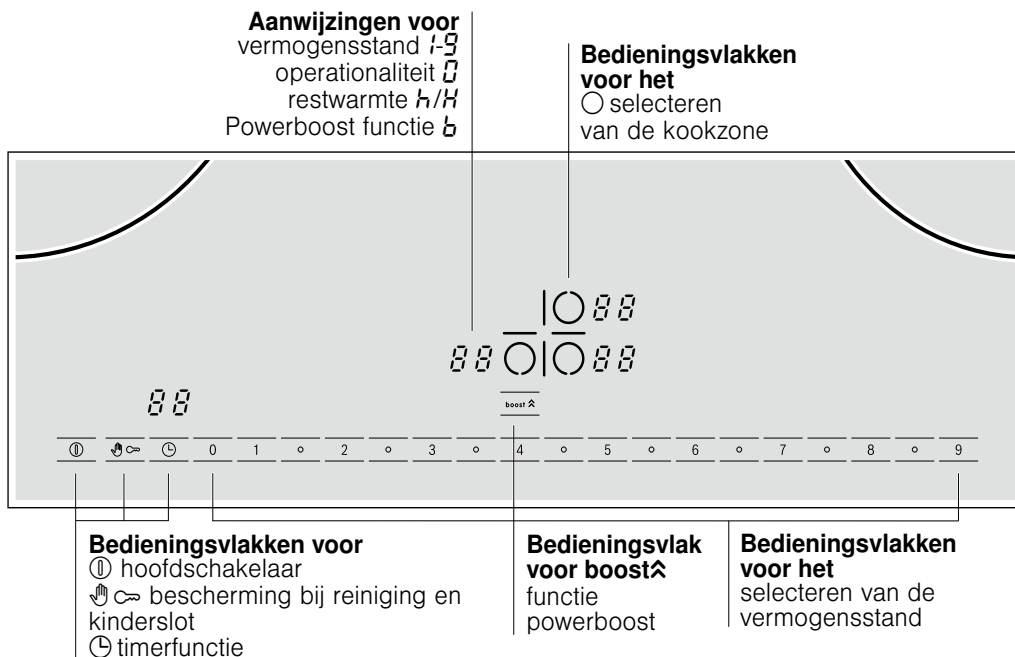 Aanwijzingen voor
vermogensstand 1-9
operationaliteit 0
restwarmte h/H
Powerboost functie b
Bedieningsvlakken
voor het
○ selecteren
van de kookzone
88
88 88
88
boost
0 1 ° 2 ° 3 ° 4 ° 5 ° 6 ° 7 ° 8 ° 9
Bedieningsvlakken voor
hoofdschakelaar
bescherming bij reiniging en
kinderslot
timerfunctie
Bedieningsvlak
voor boost
functie
powerboost
Bedieningsvlakken
voor het
selecteren van de
vermogensstand